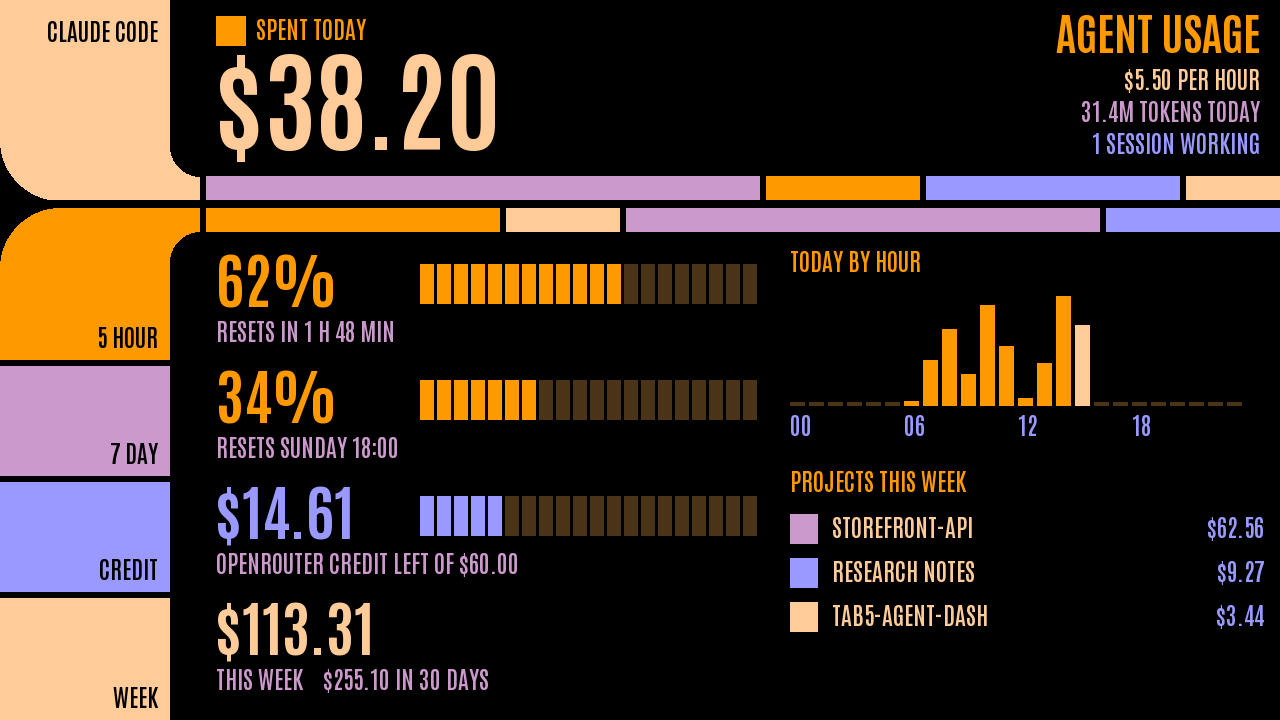 CLAUDE CODE
SPENT TODAY
$38.20
AGENT USAGE
$5.50 PER HOUR
31.4M TOKENS TODAY
1 SESSION WORKING
5 HOUR
62%
RESETS IN 1 H 48 MIN
7 DAY
34%
RESETS SUNDAY 18:00
CREDIT
$14.61
OPENROUTER CREDIT LEFT OF $60.00
WEEK
$113.31
THIS WEEK $255.10 IN 30 DAYS
TODAY BY HOUR
00 06 12 18
PROJECTS THIS WEEK
STOREFRONT-API $62.56
RESEARCH NOTES $9.27
TAB5-AGENT-DASH $3.44